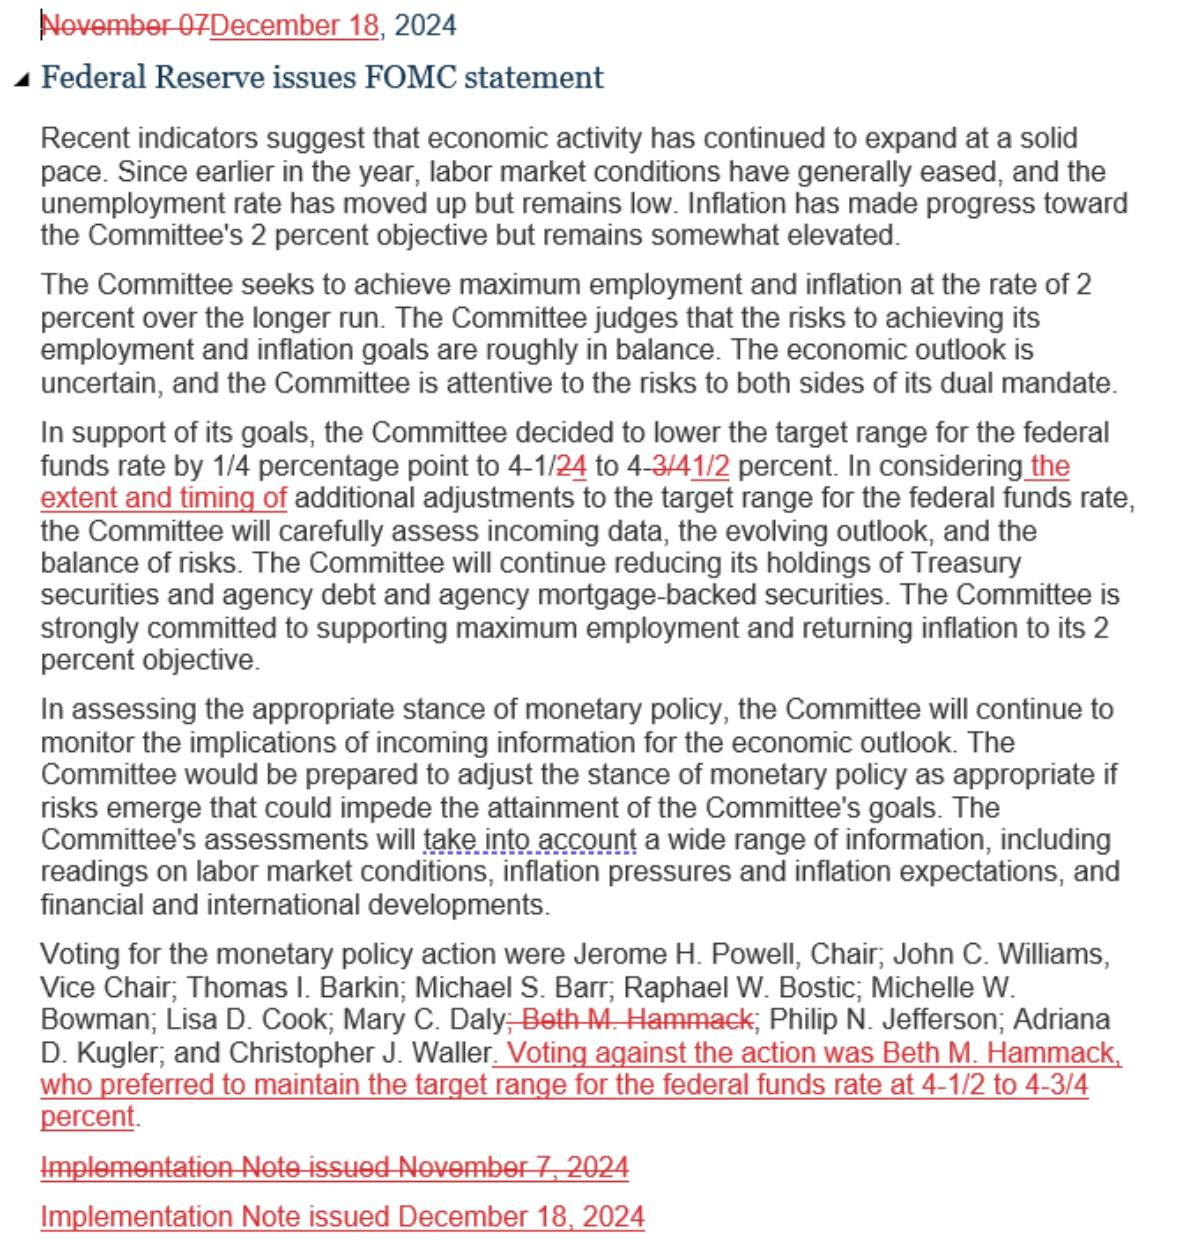 November 07December 18, 2024
Federal Reserve issues FOMC statement
Recent indicators suggest that economic activity has continued to expand at a solid
pace. Since earlier in the year, labor market conditions have generally eased, and the
unemployment rate has moved up but remains low. Inflation has made progress toward
the Committee's 2 percent objective but remains somewhat elevated.
The Committee seeks to achieve maximum employment and inflation at the rate of 2
percent over the longer run. The Committee judges that the risks to achieving its
employment and inflation goals are roughly in balance. The economic outlook is
uncertain, and the Committee is attentive to the risks to both sides of its dual mandate.
In support of its goals, the Committee decided to lower the target range for the federal
funds rate by 1/4 percentage point to 4-1/24 to 4-3/41/2 percent. In considering the
extent and timing of additional adjustments to the target range for the federal funds rate,
the Committee will carefully assess incoming data, the evolving outlook, and the
balance of risks. The Committee will continue reducing its holdings of Treasury
securities and agency debt and agency mortgage-backed securities. The Committee is
strongly committed to supporting maximum employment and returning inflation to its 2
percent objective.
In assessing the appropriate stance of monetary policy, the Committee will continue to
monitor the implications of incoming information for the economic outlook. The
Committee would be prepared to adjust the stance of monetary policy as appropriate if
risks emerge that could impede the attainment of the Committee's goals. The
Committee's assessments will take into account a wide range of information, including
readings on labor market conditions, inflation pressures and inflation expectations, and
financial and international developments.
Voting for the monetary policy action were Jerome H. Powell, Chair; John C. Williams,
Vice Chair; Thomas I. Barkin; Michael S. Barr; Raphael W. Bostic; Michelle W.
Bowman; Lisa D. Cook; Mary C. Daly; Beth M. Hammack; Philip N. Jefferson; Adriana
D. Kugler; and Christopher J. Waller. Voting against the action was Beth M. Hammack,
who preferred to maintain the target range for the federal funds rate at 4-1/2 to 4-3/4
percent.
Implementation Note issued November 7, 2024
Implementation Note issued December 18, 2024